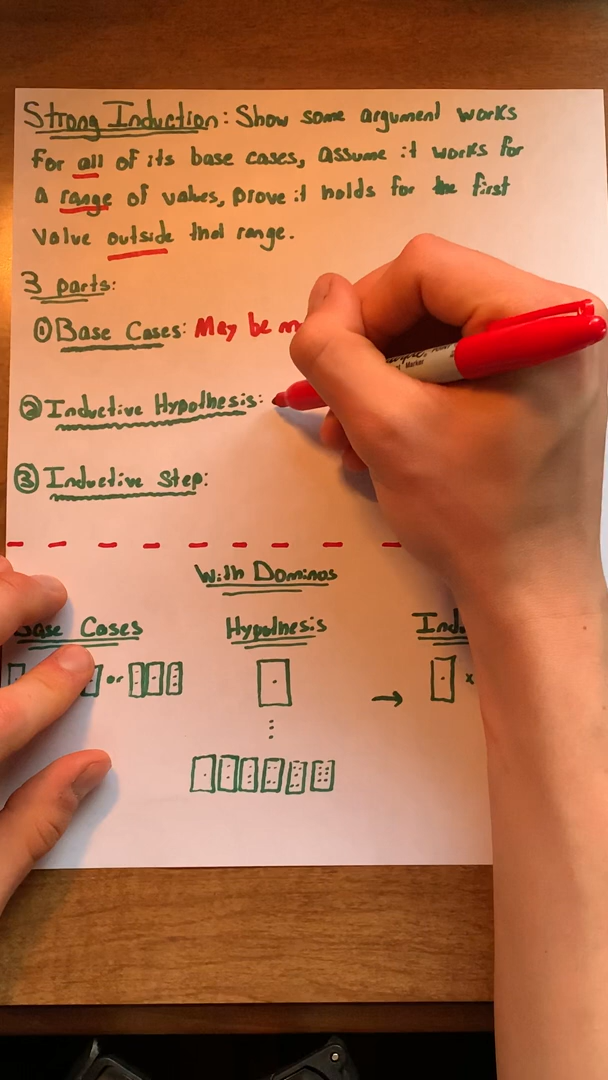 Strong Induction: Show some argument works
for all of its base cases, assume it works for
a range of values, prove it holds for the first
value outside that range.
3 parts:
① Base Cases: May be
② Inductive Hypothesis:
③ Inductive Step:
With Dominos
Base Cases Hypothesis
or
Marker